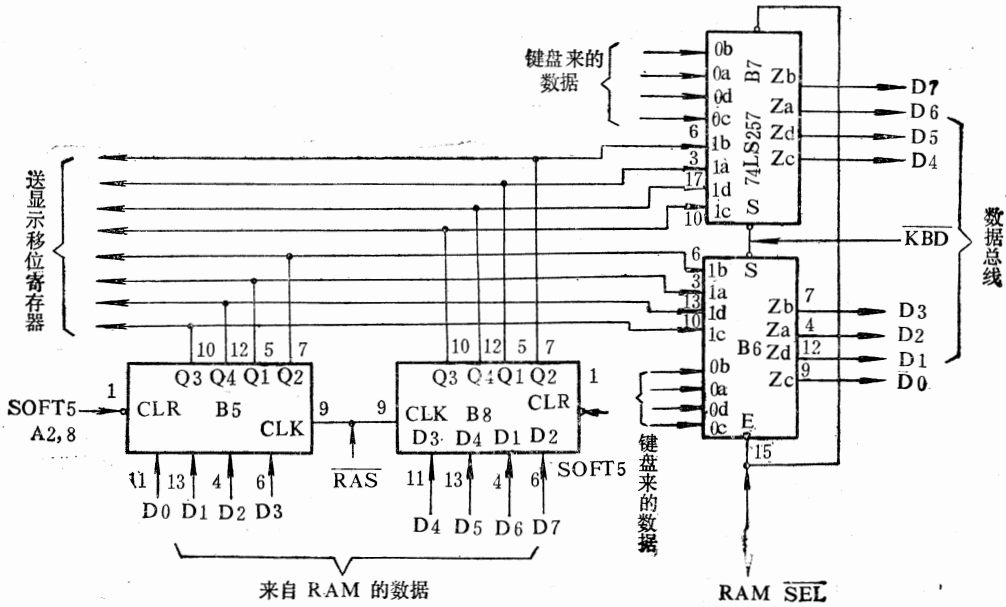 键盘来的
数据
0b
0a
0d
0c
1b
1a
1d
1c
6
3
17
10
B7
74LS257
Zb
Za
Zd
Zc
S
D7
D6
D5
D4
KBD
数据总线
送显示移位寄存器
6
3
13
10
1b
1a
1d
1c
S
B6
Zb
Za
Zd
Zc
7
4
12
9
D3
D2
D1
D0
0b
0a
0d
0c
E
15
键盘来的数据
10 12 5 7
Q3 Q4 Q1 Q2
1
SOFT5
A2,8
CLR B5
CLK
9
9
RAS
10 12 5 7
Q3 Q4 Q1 Q2
1
CLR
CLK B8
D3 D4 D1 D2
SOFT5
11 13 4 6
D0 D1 D2 D3
11 13 4 6
D4 D5 D6 D7
来自 RAM 的数据
RAM SEL